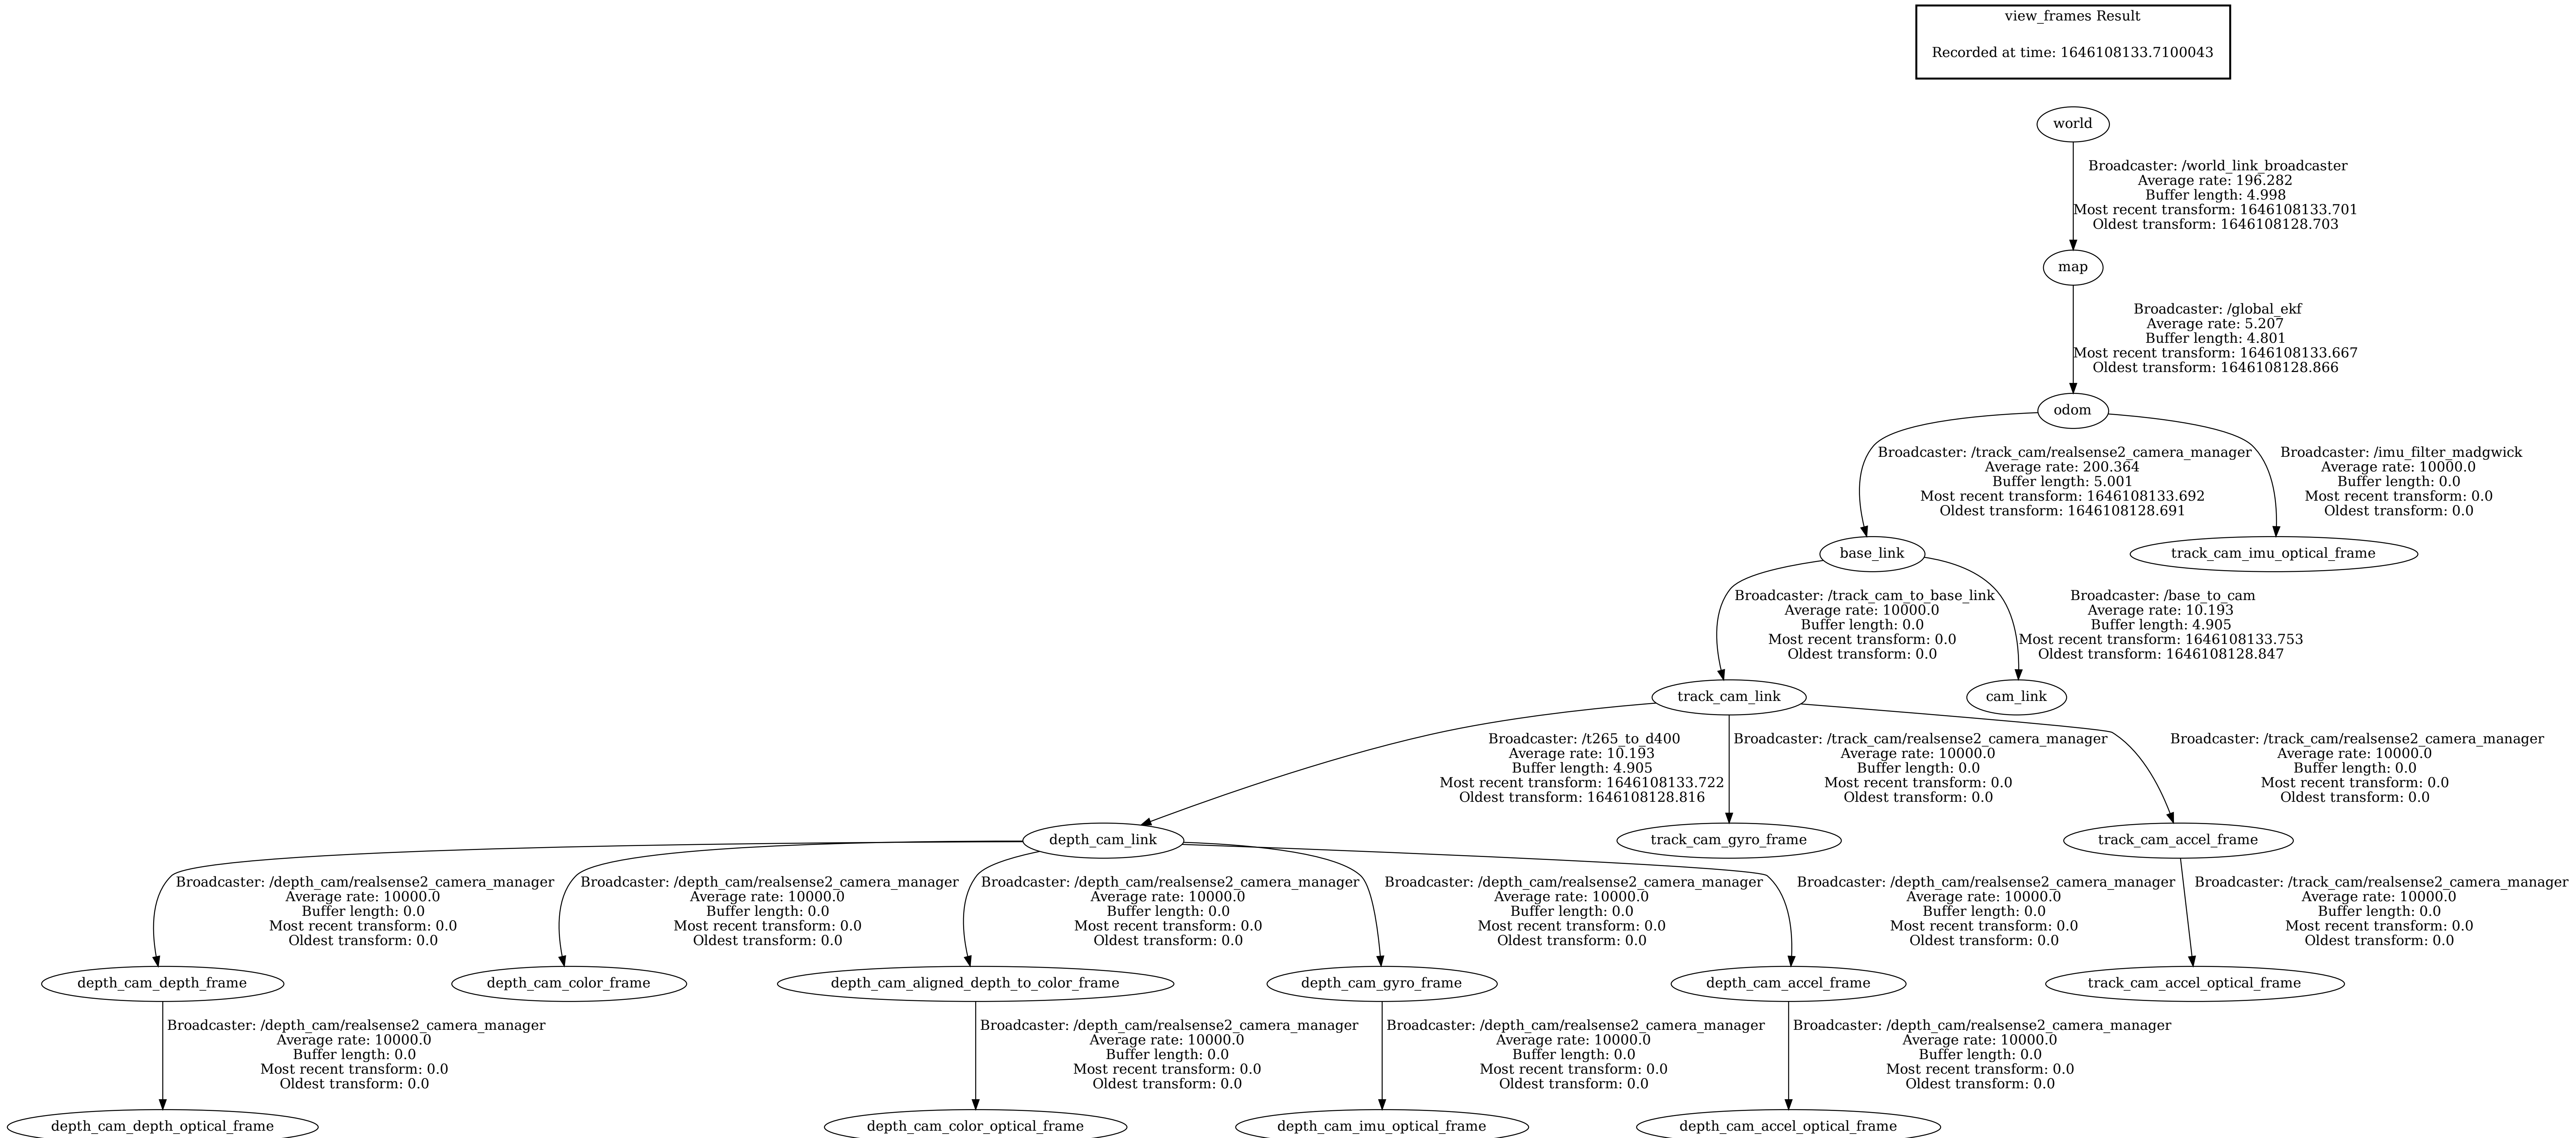 view_frames Result
Recorded at time: 1646108133.7100043
world
Broadcaster: /world_link_broadcaster
Average rate: 196.282
Buffer length: 4.998
Most recent transform: 1646108133.701
Oldest transform: 1646108128.703
map
Broadcaster: /global_ekf
Average rate: 5.207
Buffer length: 4.801
Most recent transform: 1646108133.667
Oldest transform: 1646108128.866
odom
Broadcaster: /track_cam/realsense2_camera_manager
Average rate: 200.364
Buffer length: 5.001
Most recent transform: 1646108133.692
Oldest transform: 1646108128.691
Broadcaster: /imu_filter_madgwick
Average rate: 10000.0
Buffer length: 0.0
Most recent transform: 0.0
Oldest transform: 0.0
base_link
track_cam_imu_optical_frame
Broadcaster: /track_cam_to_base_link
Average rate: 10000.0
Buffer length: 0.0
Most recent transform: 0.0
Oldest transform: 0.0
Broadcaster: /base_to_cam
Average rate: 10.193
Buffer length: 4.905
Most recent transform: 1646108133.753
Oldest transform: 1646108128.847
track_cam_link
cam_link
Broadcaster: /t265_to_d400
Average rate: 10.193
Buffer length: 4.905
Most recent transform: 1646108133.722
Oldest transform: 1646108128.816
Broadcaster: /track_cam/realsense2_camera_manager
Average rate: 10000.0
Buffer length: 0.0
Most recent transform: 0.0
Oldest transform: 0.0
Broadcaster: /track_cam/realsense2_camera_manager
Average rate: 10000.0
Buffer length: 0.0
Most recent transform: 0.0
Oldest transform: 0.0
depth_cam_link
track_cam_gyro_frame
track_cam_accel_frame
Broadcaster: /depth_cam/realsense2_camera_manager
Average rate: 10000.0
Buffer length: 0.0
Most recent transform: 0.0
Oldest transform: 0.0
Broadcaster: /depth_cam/realsense2_camera_manager
Average rate: 10000.0
Buffer length: 0.0
Most recent transform: 0.0
Oldest transform: 0.0
Broadcaster: /depth_cam/realsense2_camera_manager
Average rate: 10000.0
Buffer length: 0.0
Most recent transform: 0.0
Oldest transform: 0.0
Broadcaster: /depth_cam/realsense2_camera_manager
Average rate: 10000.0
Buffer length: 0.0
Most recent transform: 0.0
Oldest transform: 0.0
Broadcaster: /depth_cam/realsense2_camera_manager
Average rate: 10000.0
Buffer length: 0.0
Most recent transform: 0.0
Oldest transform: 0.0
Broadcaster: /track_cam/realsense2_camera_manager
Average rate: 10000.0
Buffer length: 0.0
Most recent transform: 0.0
Oldest transform: 0.0
depth_cam_depth_frame
depth_cam_color_frame
depth_cam_aligned_depth_to_color_frame
depth_cam_gyro_frame
depth_cam_accel_frame
track_cam_accel_optical_frame
Broadcaster: /depth_cam/realsense2_camera_manager
Average rate: 10000.0
Buffer length: 0.0
Most recent transform: 0.0
Oldest transform: 0.0
Broadcaster: /depth_cam/realsense2_camera_manager
Average rate: 10000.0
Buffer length: 0.0
Most recent transform: 0.0
Oldest transform: 0.0
Broadcaster: /depth_cam/realsense2_camera_manager
Average rate: 10000.0
Buffer length: 0.0
Most recent transform: 0.0
Oldest transform: 0.0
Broadcaster: /depth_cam/realsense2_camera_manager
Average rate: 10000.0
Buffer length: 0.0
Most recent transform: 0.0
Oldest transform: 0.0
depth_cam_depth_optical_frame
depth_cam_color_optical_frame
depth_cam_imu_optical_frame
depth_cam_accel_optical_frame